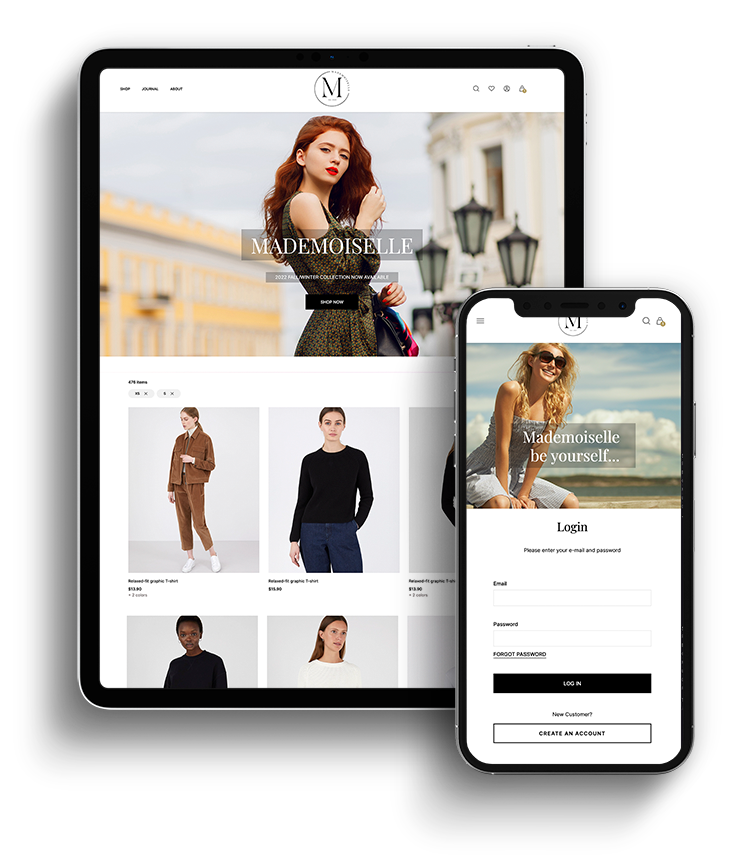 SHOP JOURNAL ABOUT
M
MADEMOISELLE
2022 FALL/WINTER COLLECTION NOW AVAILABLE
SHOP NOW
476 items
XS ✕ S ✕
Relaxed-fit graphic T-shirt
$13.90
+ 2 colors
Relaxed-fit graphic T-shirt
$15.90
Relaxed-fit graphic T-sh
$13.90
+ 3 colors
M
Mademoiselle
be yourself...
Login
Please enter your e-mail and password
Email
Password
FORGOT PASSWORD
LOG IN
New Customer?
CREATE AN ACCOUNT